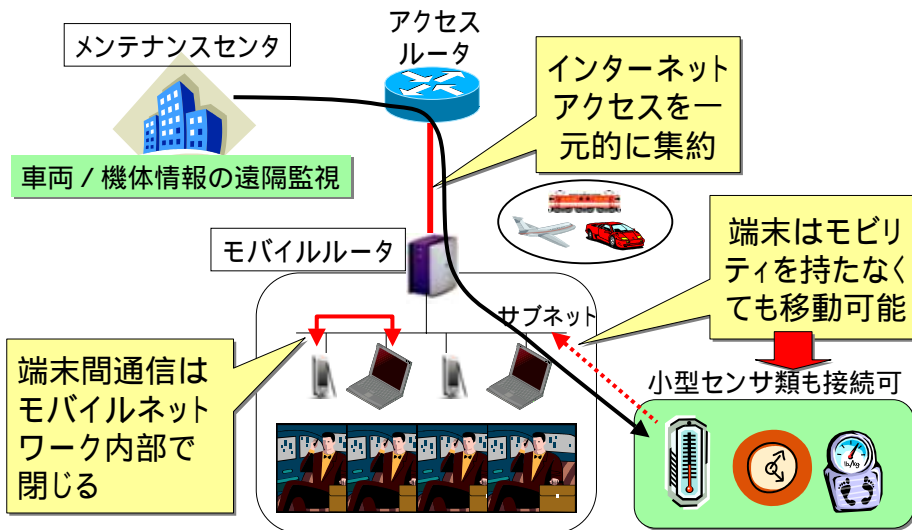 アクセス
ルータ
メンテナンスセンタ
インターネット
アクセスを一
元的に集約
車両 / 機体情報の遠隔監視
モバイルルータ
端末はモビリ
ティを持たなく
ても移動可能
サブネット
端末間通信は
モバイルネット
ワーク内部で
閉じる
小型センサ類も接続可
lb/kg